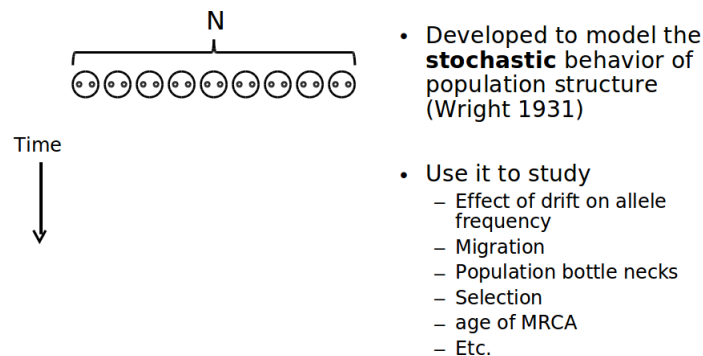 N
Time
• Developed to model the
stochastic behavior of
population structure
(Wright 1931)
• Use it to study
– Effect of drift on allele
frequency
– Migration
– Population bottle necks
– Selection
– age of MRCA
– Etc.